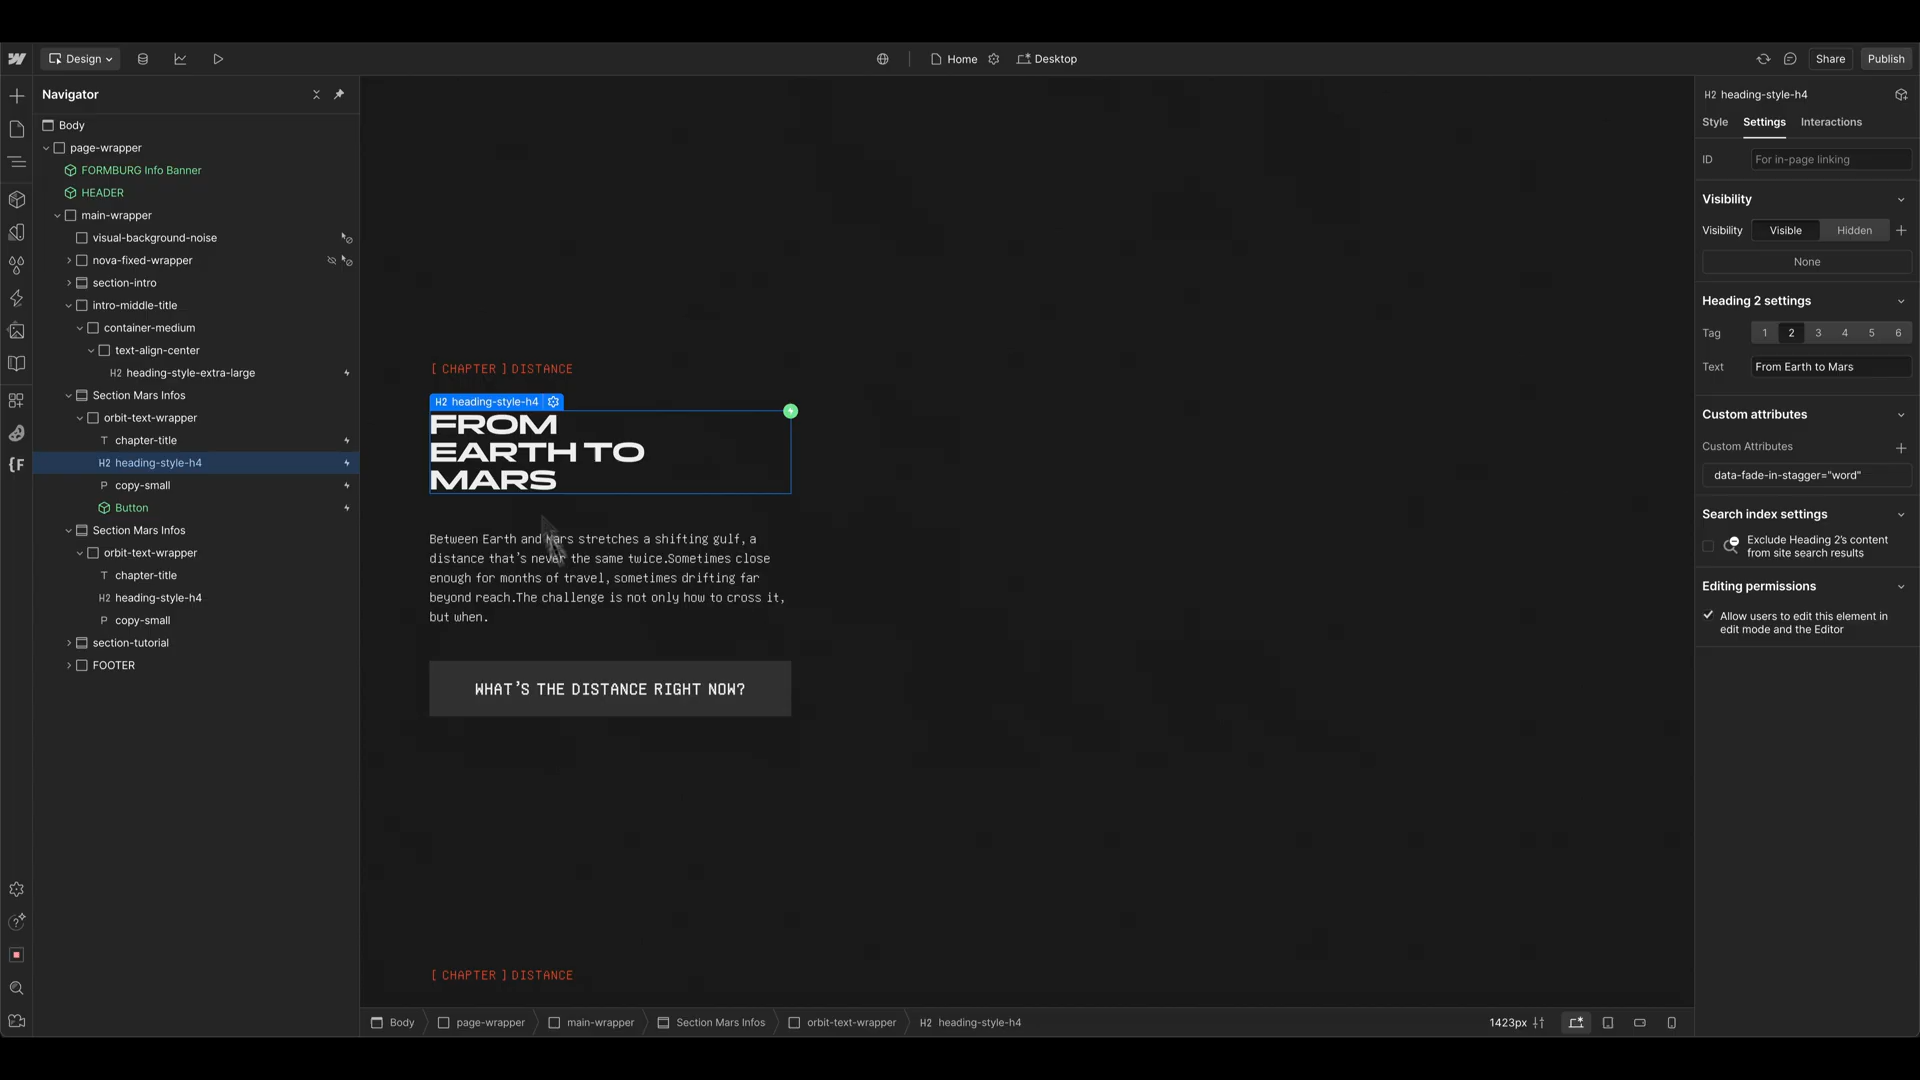 Design
Home
Desktop
Share
Publish
Navigator
Body
page-wrapper
FORMBURG Info Banner
HEADER
main-wrapper
visual-background-noise
nova-fixed-wrapper
section-intro
intro-middle-title
container-medium
text-align-center
H2 heading-style-extra-large
Section Mars Infos
orbit-text-wrapper
T chapter-title
H2 heading-style-h4
P copy-small
Button
Section Mars Infos
orbit-text-wrapper
T chapter-title
H2 heading-style-h4
P copy-small
section-tutorial
FOOTER
{F
[ CHAPTER ] DISTANCE
H2 heading-style-h4
FROM
EARTH TO
MARS
Between Earth and Mars stretches a shifting gulf, a
distance that's never the same twice.Sometimes close
enough for months of travel, sometimes drifting far
beyond reach.The challenge is not only how to cross it,
but when.
WHAT'S THE DISTANCE RIGHT NOW?
[ CHAPTER ] DISTANCE
H2 heading-style-h4
Style
Settings
Interactions
ID
For in-page linking
Visibility
Visibility
Visible
Hidden
None
Heading 2 settings
Tag
1
2
3
4
5
6
Text
From Earth to Mars
Custom attributes
Custom Attributes
data-fade-in-stagger="word"
Search index settings
Exclude Heading 2's content
from site search results
Editing permissions
Allow users to edit this element in
edit mode and the Editor
Body
page-wrapper
main-wrapper
Section Mars Infos
orbit-text-wrapper
H2 heading-style-h4
1423px